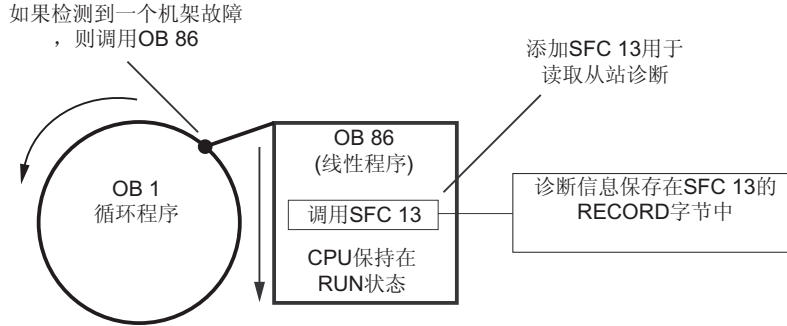 如果检测到一个机架故障
，则调用OB 86
添加SFC 13用于
读取从站诊断
OB 1
循环程序
OB 86
(线性程序)
调用SFC 13
CPU保持在
RUN状态
诊断信息保存在SFC 13的
RECORD字节中